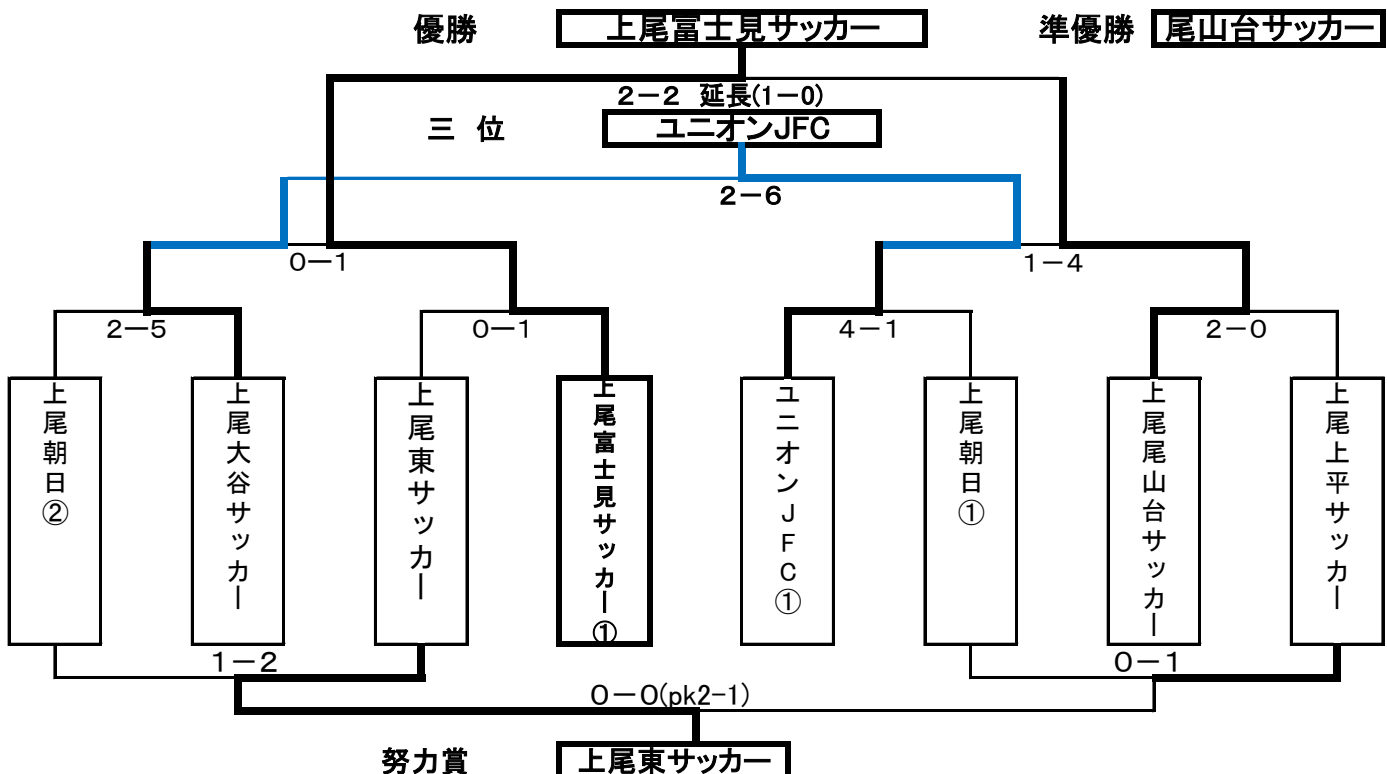 優勝 上尾富士見サッカー 準優勝 尾山台サッカー
2－2 延長(1－0)
三 位 ユニオンJFC
2－6
0－1 1－4
2－5 0－1 4－1 2－0
上尾朝日②
上尾大谷サッカー
上尾東サッカー
上尾富士見サッカー①
ユニオンJFC①
上尾朝日①
上尾尾山台サッカー
上尾上平サッカー
1－2 0－1
0－0(pk2-1)
努力賞 上尾東サッカー